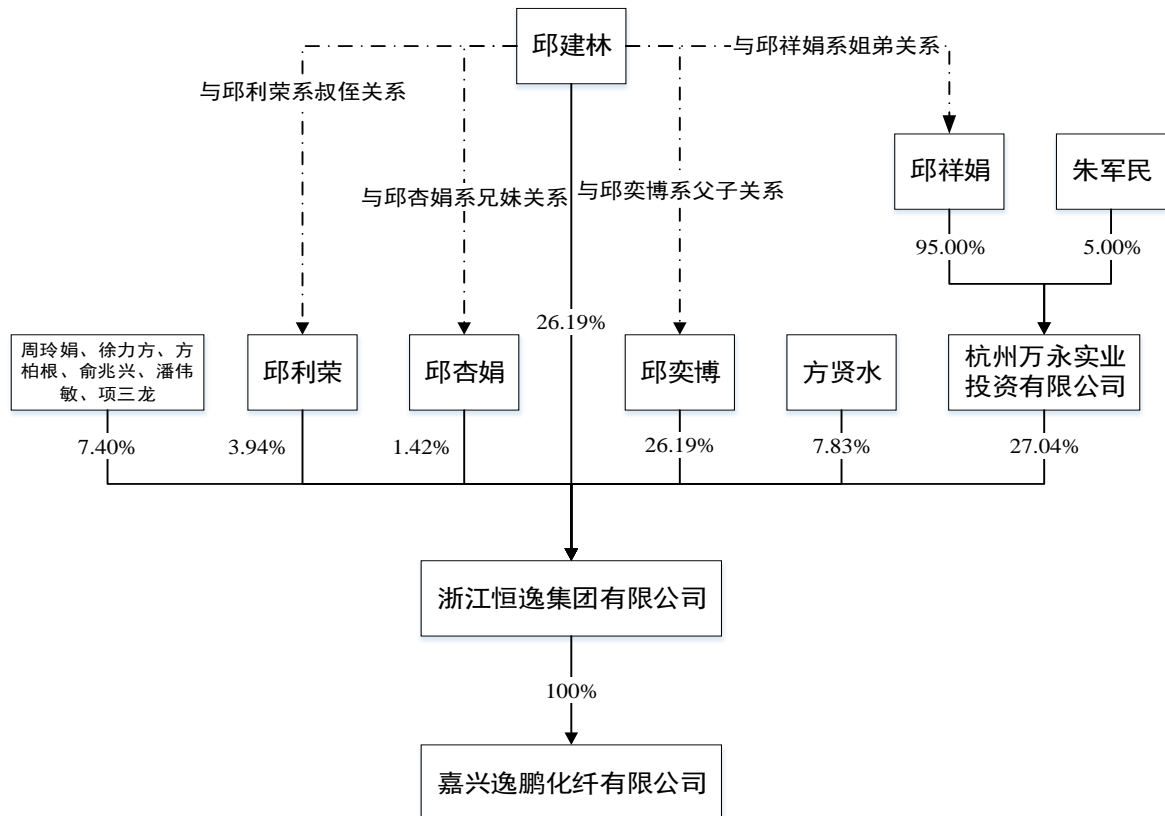 邱建林
与邱祥娟系姐弟关系
与邱利荣系叔侄关系
邱祥娟
朱军民
与邱杏娟系兄妹关系
与邱奕博系父子关系
95.00%
5.00%
26.19%
周玲娟、徐力方、方
柏根、俞兆兴、潘伟
敏、项三龙
邱利荣
邱杏娟
邱奕博
方贤水
杭州万永实业
投资有限公司
7.40%
3.94%
1.42%
26.19%
7.83%
27.04%
浙江恒逸集团有限公司
100%
嘉兴逸鹏化纤有限公司